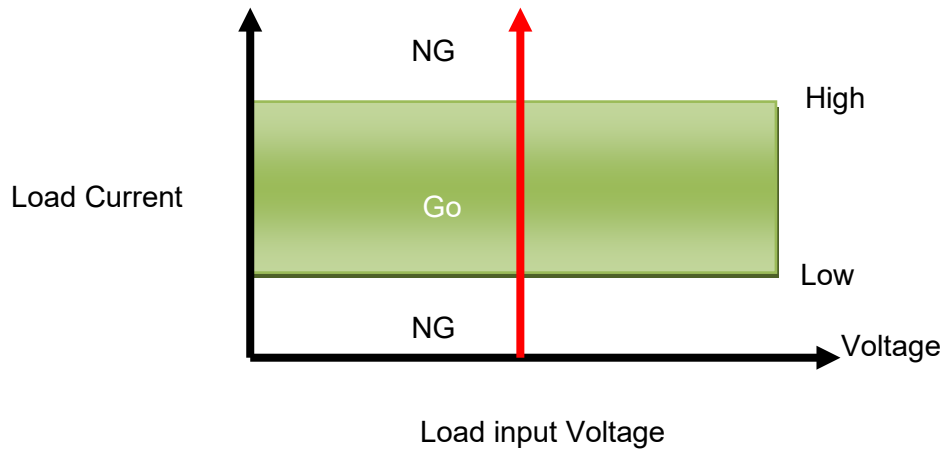 NG
High
Load Current
Go
Low
NG
Voltage
Load input Voltage